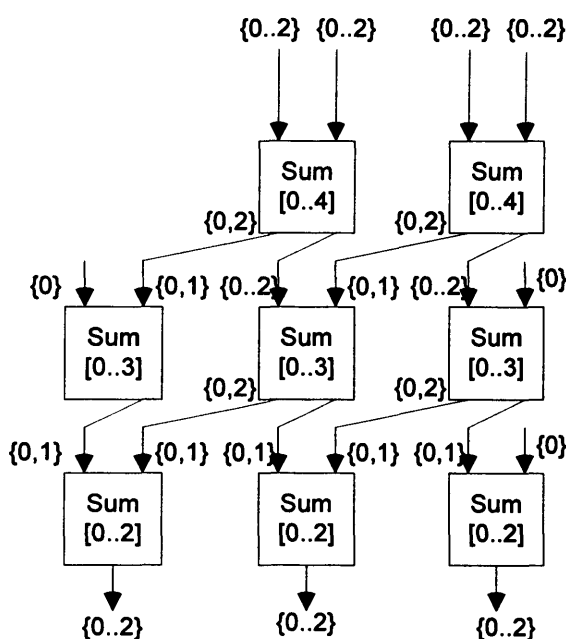 {0..2} {0..2} {0..2} {0..2}
Sum Sum
[0..4] [0..4]
{0,2} {0,2}
{0} {0,1} {0..2} {0,1} {0..2} {0}
Sum Sum Sum
[0..3] [0..3] [0..3]
{0,2} {0,2}
{0,1} {0,1} {0,1} {0,1} {0,1} {0}
Sum Sum Sum
[0..2] [0..2] [0..2]
{0..2} {0..2} {0..2}